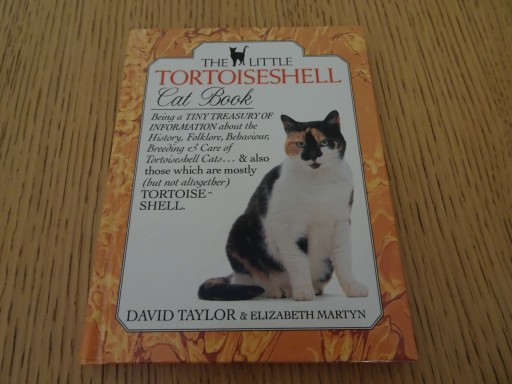 THE LITTLE
TORTOISESHELL
Cat Book
Being a TINY TREASURY OF
INFORMATION about the
History, Folklore, Behaviour,
Breeding & Care of
Tortoiseshell Cats... & also
those which are mostly
(but not altogether)
TORTOISE-
SHELL.
DAVID TAYLOR & ELIZABETH MARTYN